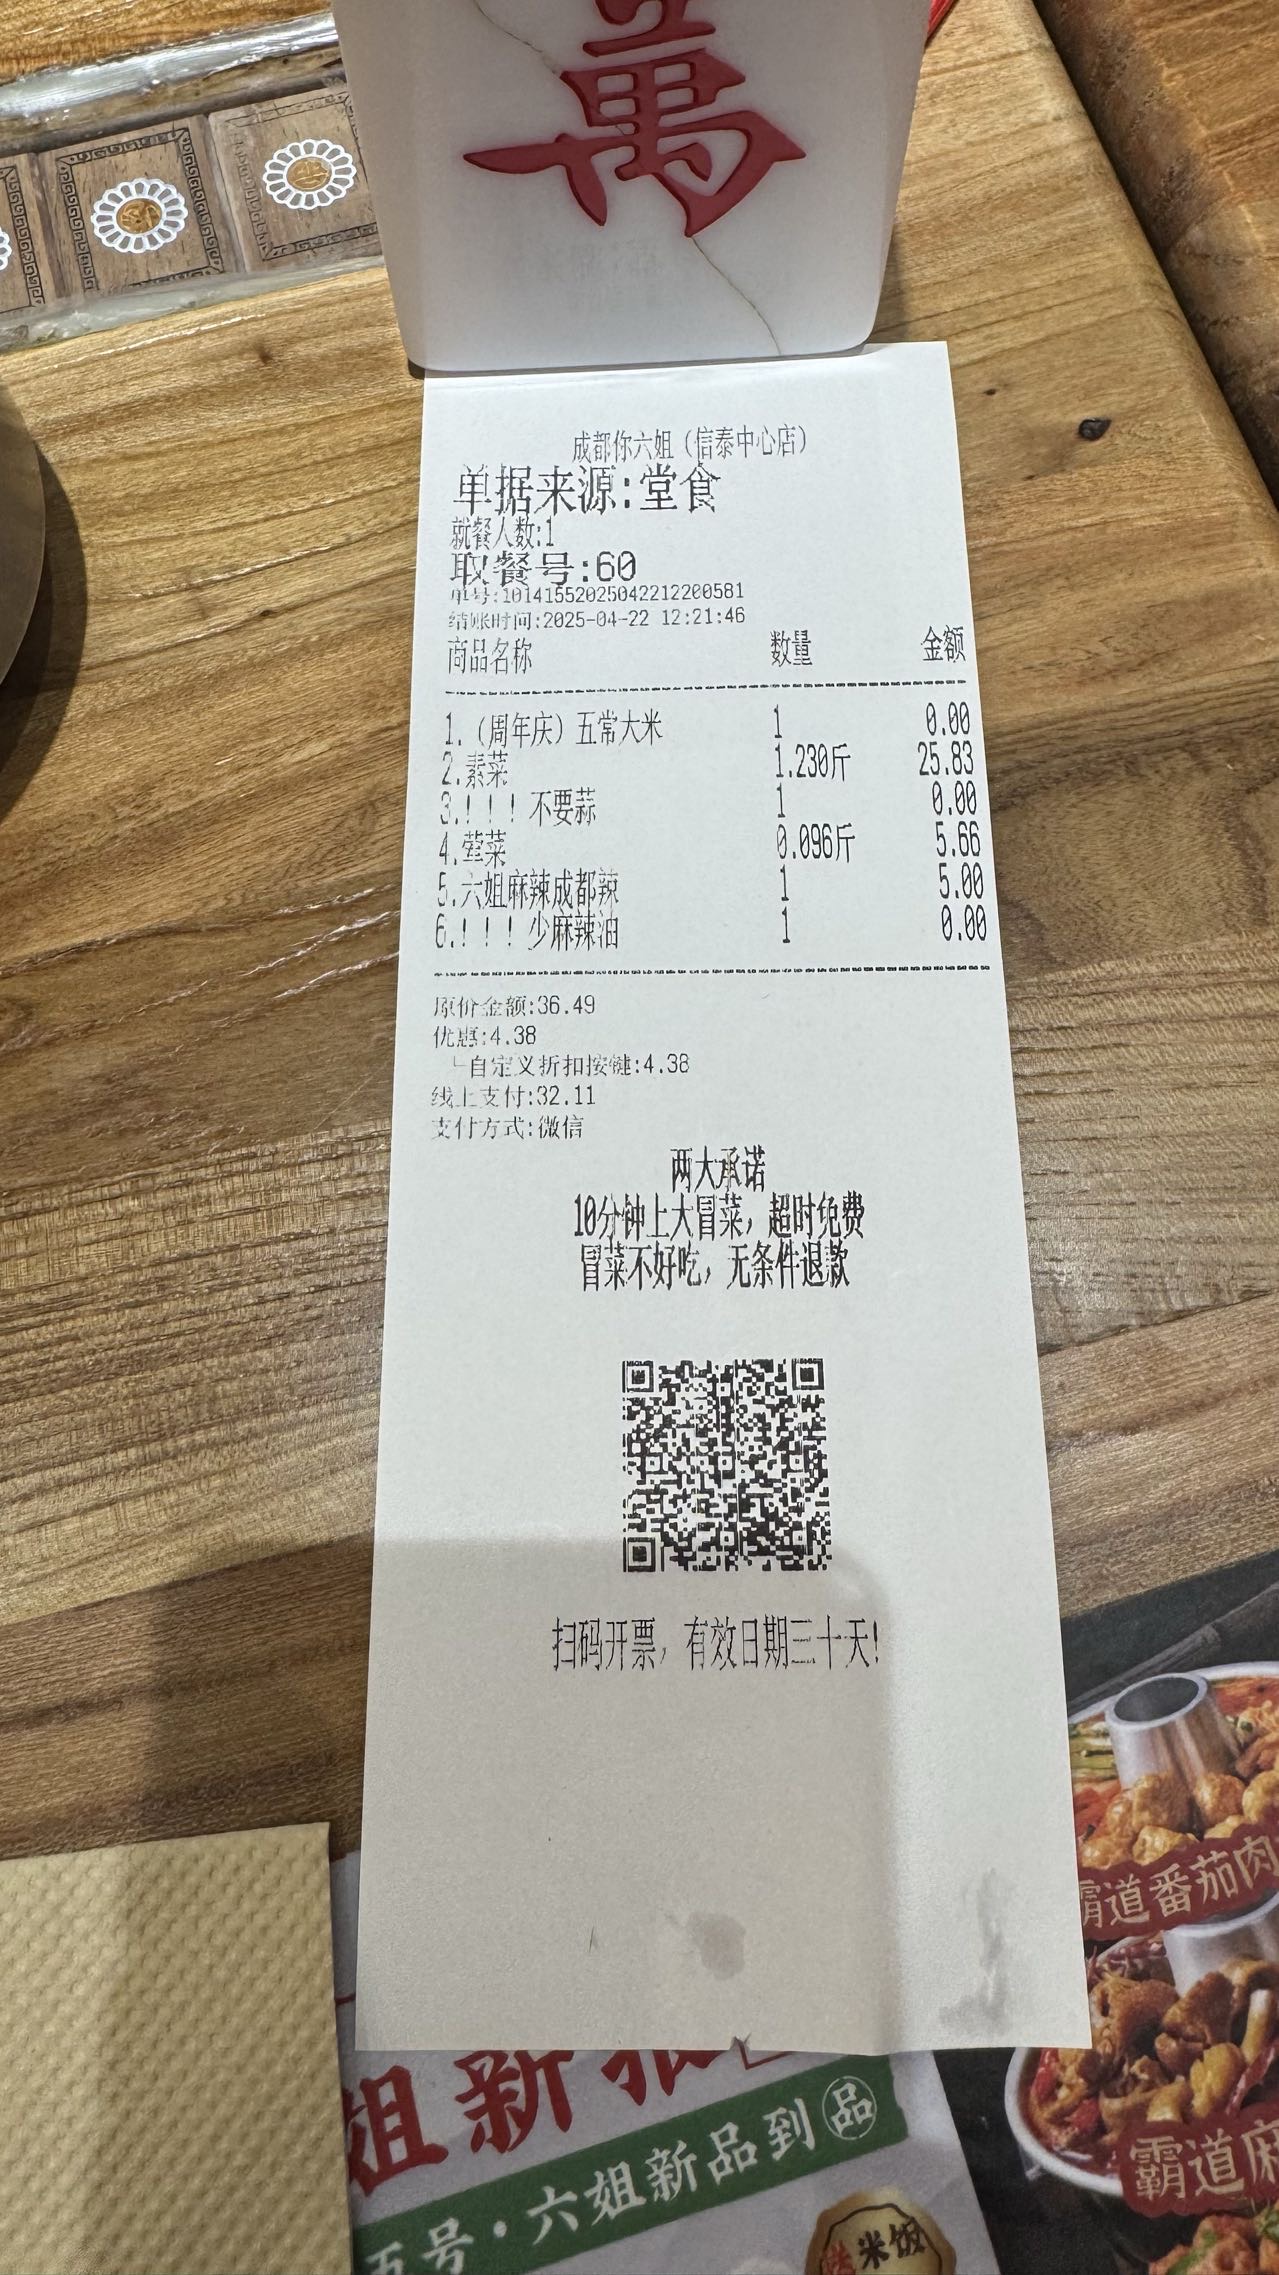 萬
成都你六姐（信泰中心店）
单据来源:堂食
就餐人数:1
取餐号:60
单号:10141552025042212200581
结账时间:2025-04-22 12:21:46
商品名称 数量 金额
1.（周年庆）五常大米 1 0.00
2.素菜 1.230斤 25.83
3.！！！不要蒜 1 0.00
4.荤菜 0.096斤 5.66
5.六姐麻辣成都辣 1 5.00
6.！！！少麻辣油 1 0.00
原价金额:36.49
优惠:4.38
└自定义折扣按键:4.38
线上支付:32.11
支付方式:微信
两大承诺
10分钟上大冒菜，超时免费
冒菜不好吃，无条件退款
扫码开票，有效日期三十天!
霸道番茄肉
姐新
五号·六姐新品到品
霸道麻
米饭